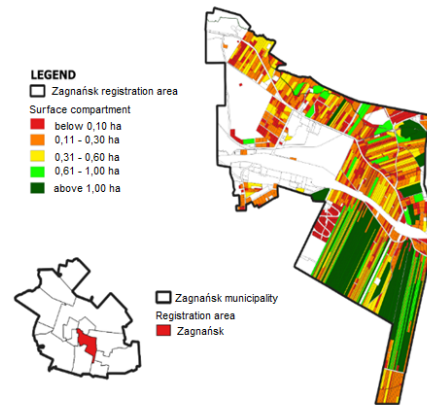 LEGEND
Zagnańsk registration area
Surface compartment
below 0,10 ha
0,11 - 0,30 ha
0,31 - 0,60 ha
0,61 - 1,00 ha
above 1,00 ha
Zagnańsk municipality
Registration area
Zagnańsk